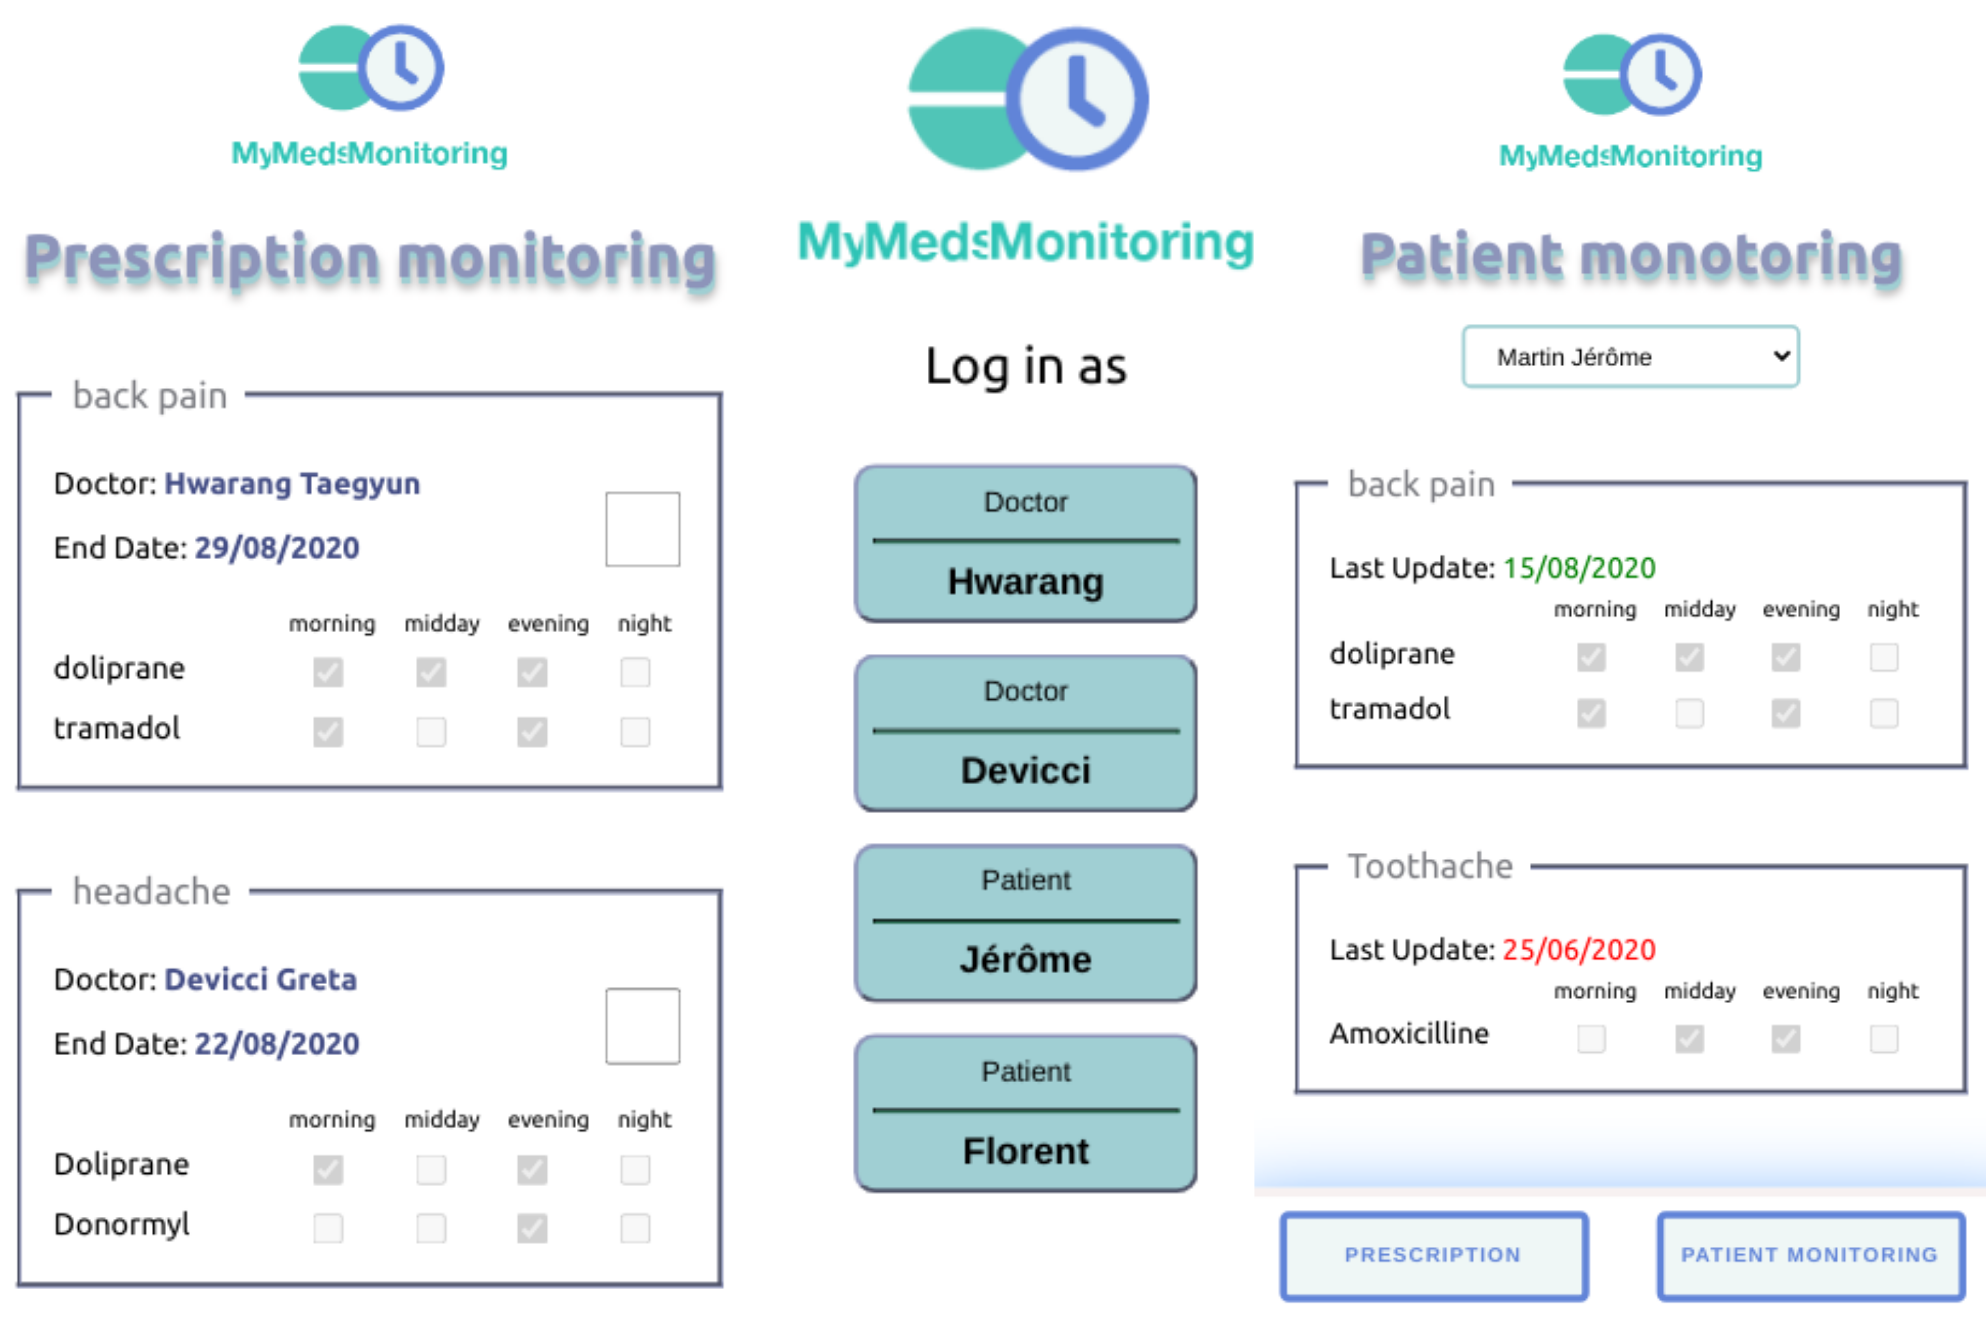 MyMedsMonitoring
Prescription monitoring
back pain
Doctor: Hwarang Taegyun
End Date: 29/08/2020
morning midday evening night
doliprane
tramadol
headache
Doctor: Devicci Greta
End Date: 22/08/2020
morning midday evening night
Doliprane
Donormyl
MyMedsMonitoring
Log in as
Doctor
Hwarang
Doctor
Devicci
Patient
Jérôme
Patient
Florent
MyMedsMonitoring
Patient monotoring
Martin Jérôme
back pain
Last Update: 15/08/2020
morning midday evening night
doliprane
tramadol
Toothache
Last Update: 25/06/2020
morning midday evening night
Amoxicilline
PRESCRIPTION
PATIENT MONITORING